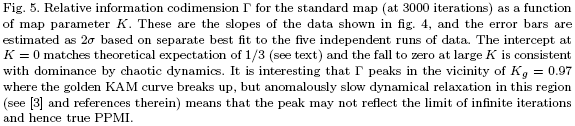 Fig. 5. Relative information codimension Γ for the standard map (at 3000 iterations) as a function
of map parameter K. These are the slopes of the data shown in fig. 4, and the error bars are
estimated as 2σ based on separate best fit to the five independent runs of data. The intercept at
K = 0 matches theoretical expectation of 1/3 (see text) and the fall to zero at large K is consistent
with dominance by chaotic dynamics. It is interesting that Γ peaks in the vicinity of K_g = 0.97
where the golden KAM curve breaks up, but anomalously slow dynamical relaxation in this region
(see [3] and references therein) means that the peak may not reflect the limit of infinite iterations
and hence true PPMI.